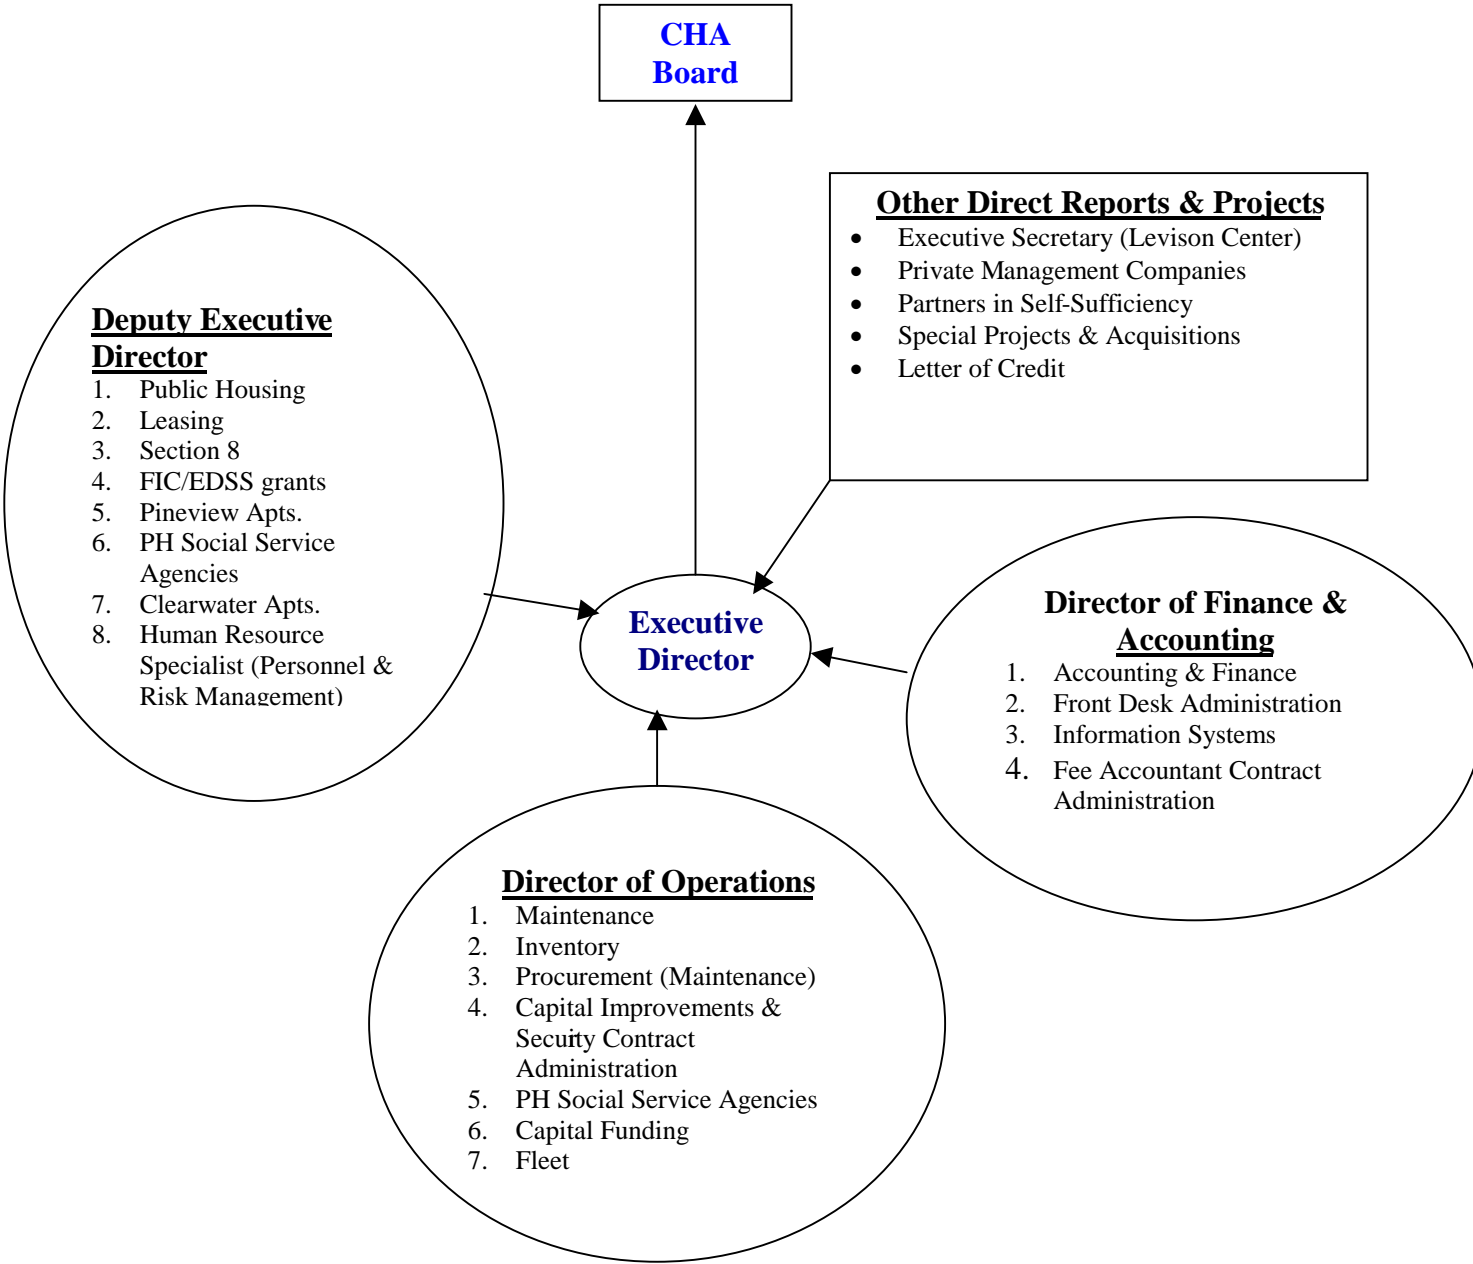 CHA
Board
Other Direct Reports & Projects
• Executive Secretary (Levison Center)
• Private Management Companies
• Partners in Self-Sufficiency
• Special Projects & Acquisitions
• Letter of Credit
Deputy Executive
Director
1. Public Housing
2. Leasing
3. Section 8
4. FIC/EDSS grants
5. Pineview Apts.
6. PH Social Service
Agencies
7. Clearwater Apts.
8. Human Resource
Specialist (Personnel &
Risk Management)
Executive
Director
Director of Finance &
Accounting
1. Accounting & Finance
2. Front Desk Administration
3. Information Systems
4. Fee Accountant Contract
Administration
Director of Operations
1. Maintenance
2. Inventory
3. Procurement (Maintenance)
4. Capital Improvements &
Security Contract
Administration
5. PH Social Service Agencies
6. Capital Funding
7. Fleet